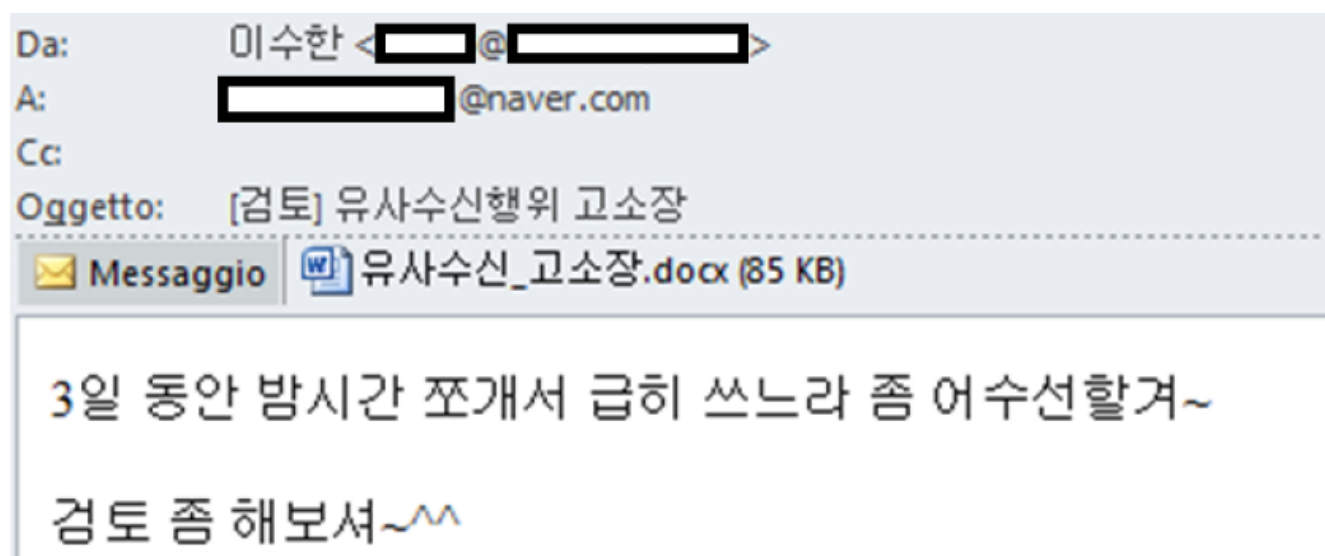 Da: 이수한 < @ >
A: @naver.com
Cc:
Oggetto: [검토] 유사수신행위 고소장
Messaggio 유사수신_고소장.docx (85 KB)
3일 동안 밤시간 쪼개서 급히 쓰느라 좀 어수선할겨~
검토 좀 해보셔~^^